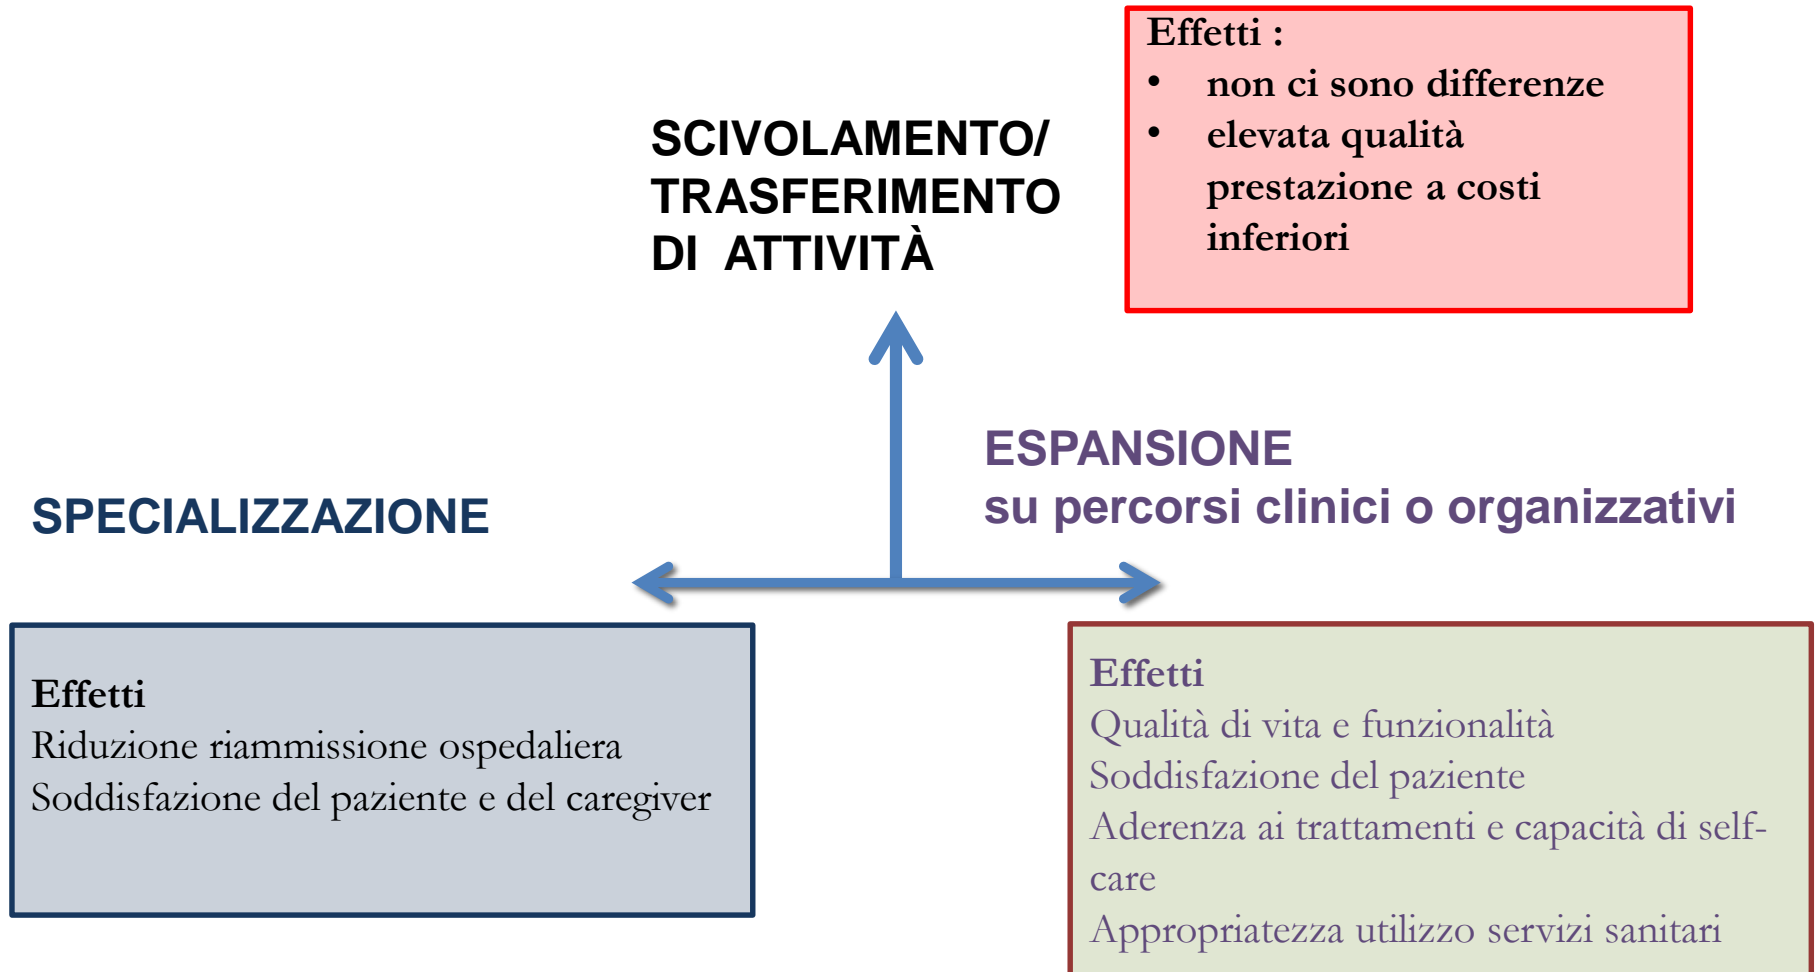 Effetti :
• non ci sono differenze
• elevata qualità
prestazione a costi
inferiori
SCIVOLAMENTO/
TRASFERIMENTO
DI ATTIVITÀ
ESPANSIONE
su percorsi clinici o organizzativi
SPECIALIZZAZIONE
Effetti
Riduzione riammissione ospedaliera
Soddisfazione del paziente e del caregiver
Effetti
Qualità di vita e funzionalità
Soddisfazione del paziente
Aderenza ai trattamenti e capacità di self-
care
Appropriatezza utilizzo servizi sanitari